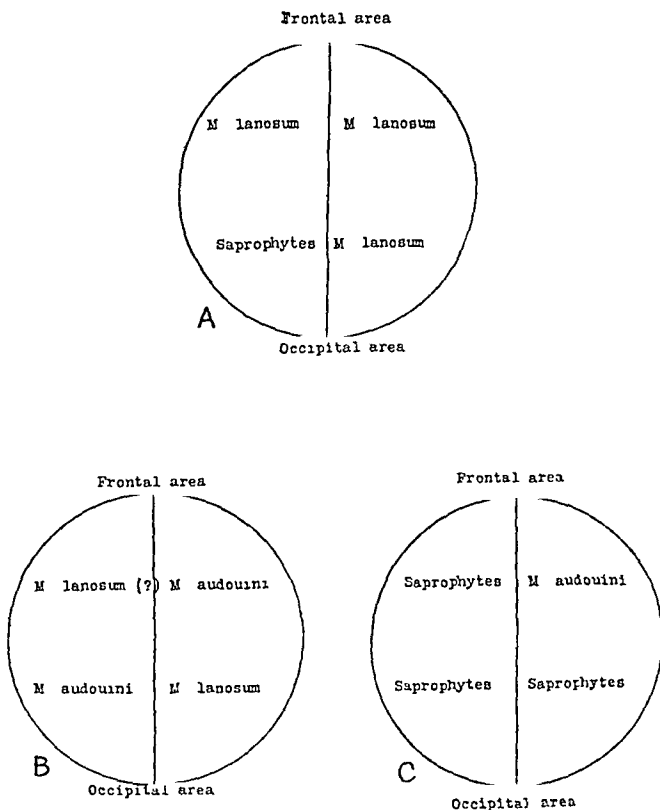 Frontal area
M lanosum M lanosum
Saprophytes M lanosum
A
Occipital area
Frontal area
M lanosum (?) M audouini
M audouini M lanosum
B
Occipital area
Frontal area
Saprophytes M audouini
Saprophytes Saprophytes
C
Occipital area